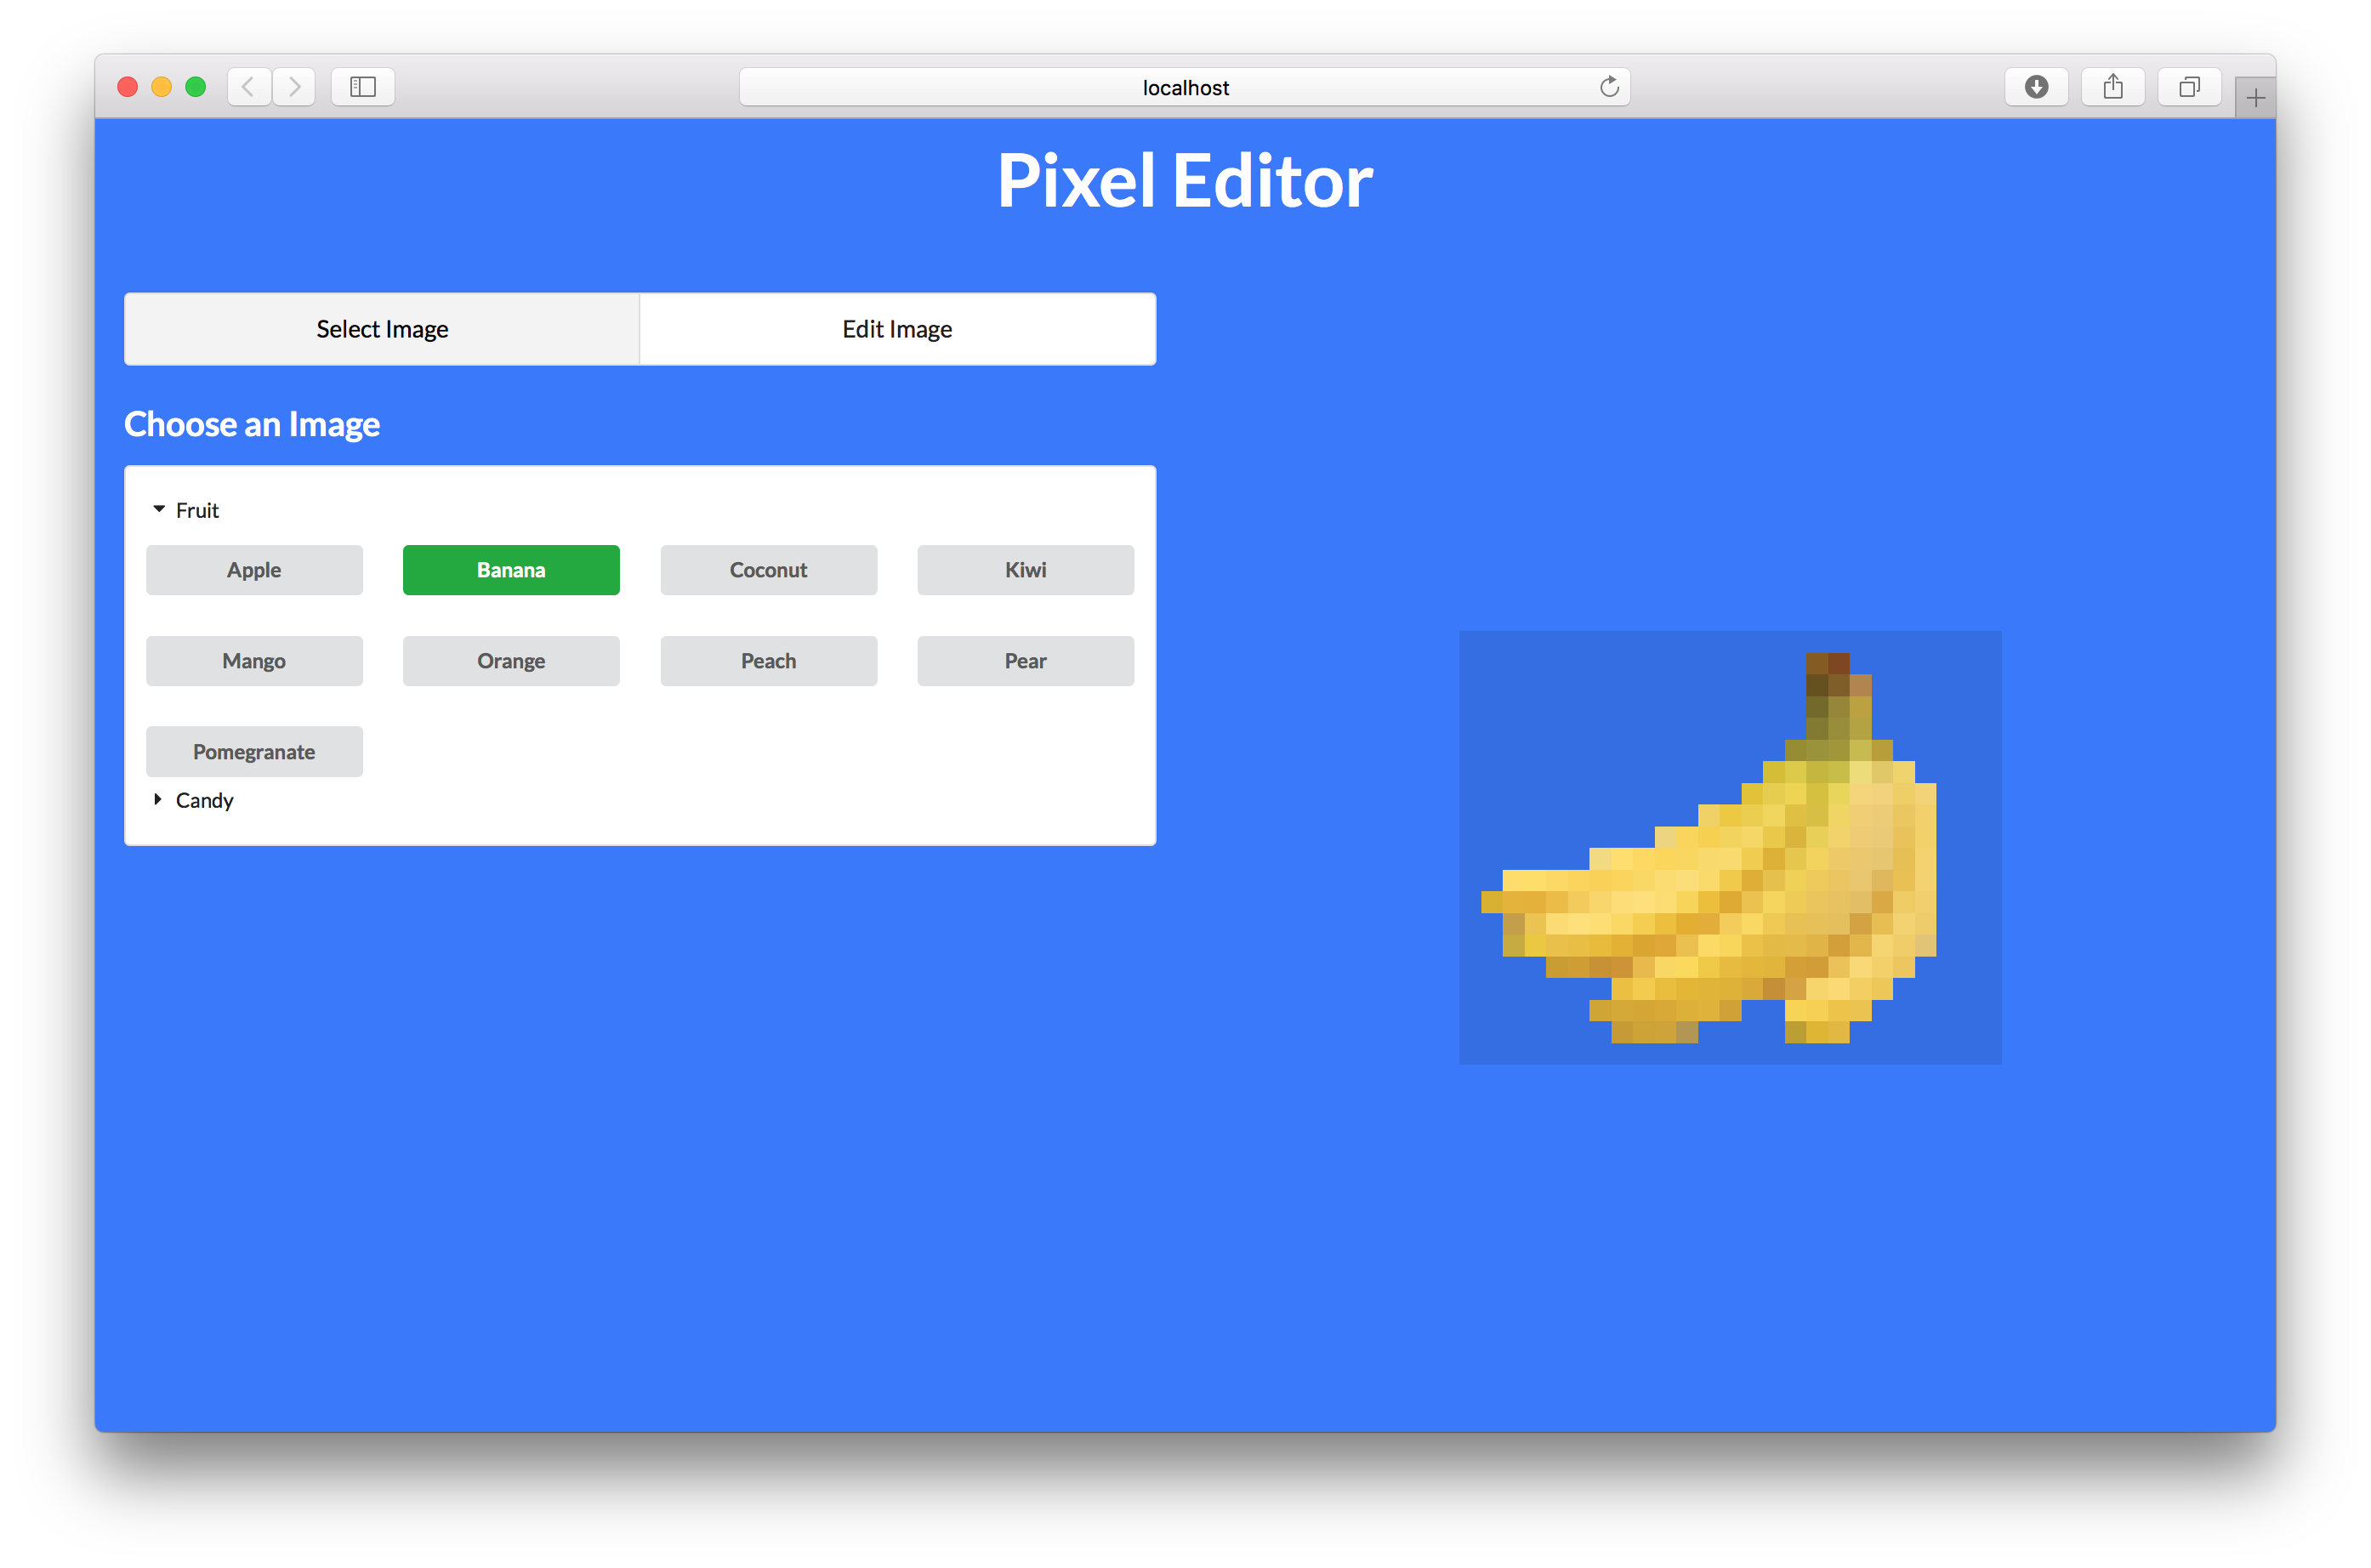 localhost
Pixel Editor
Select Image Edit Image
Choose an Image
Fruit
Apple Banana Coconut Kiwi
Mango Orange Peach Pear
Pomegranate
Candy